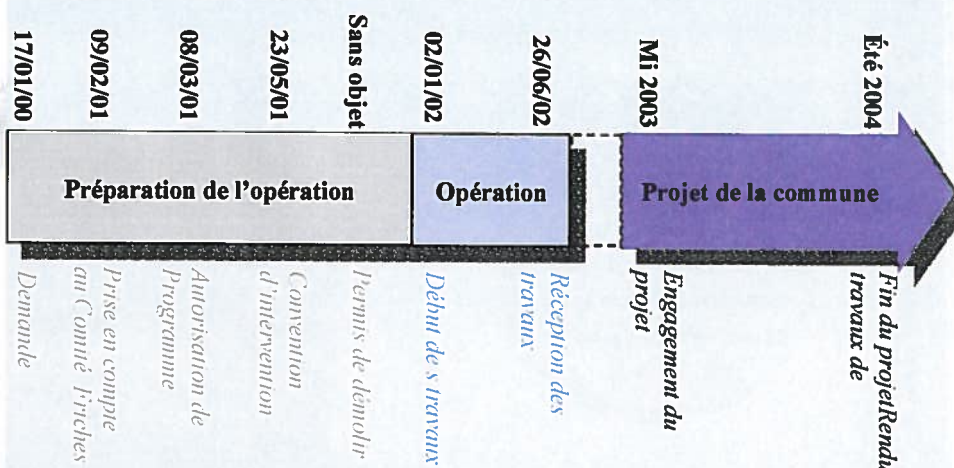 17/01/00
09/02/01
08/03/01
23/05/01
Sans objet
02/01/02
26/06/02
Mi 2003
Été 2004
Préparation de l'opération
Opération
Projet de la commune
Demande
Prise en compte
au Comité Friches
Autorisation de
Programme
Convention
d'intervention
Permis de démolir
Début des travaux
Réception des
travaux
Engagement du
projet
Fin du projetRendu
travaux de